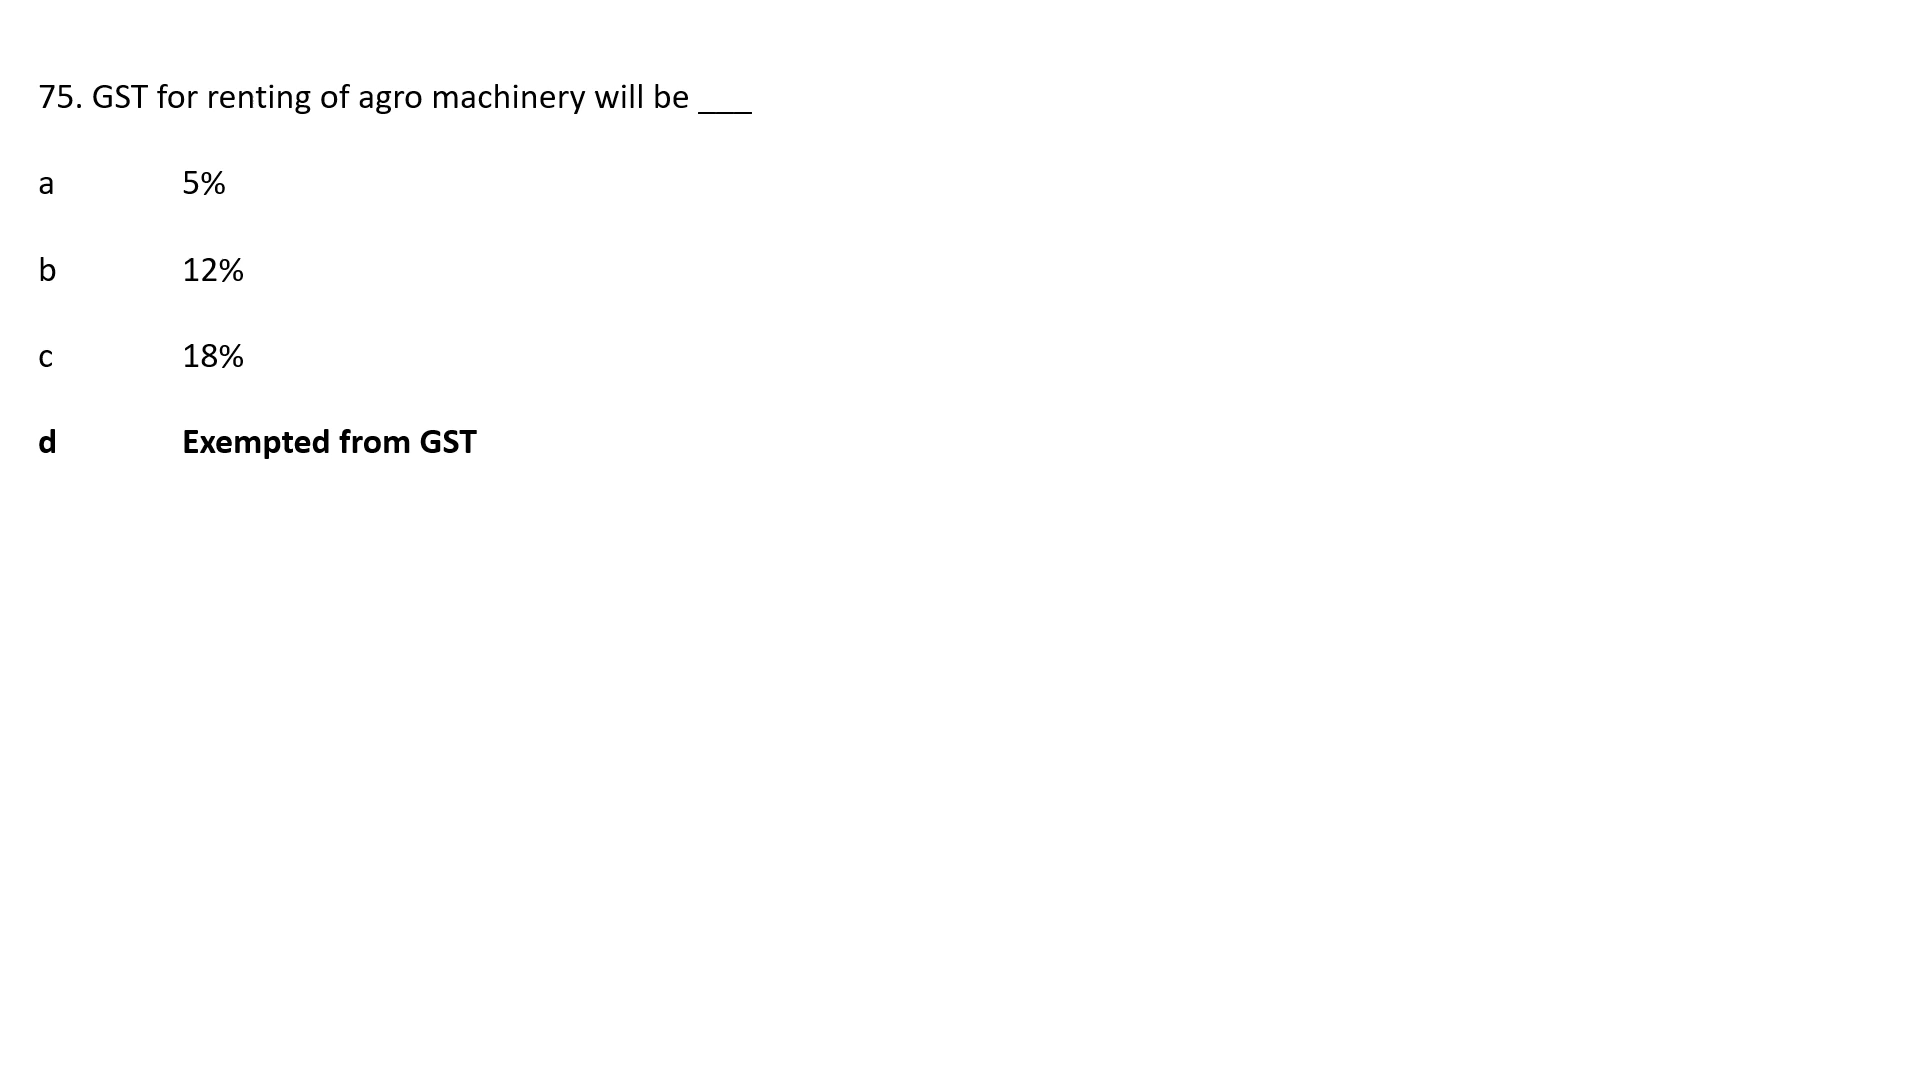 75. GST for renting of agro machinery will be ___
a 5%
b 12%
c 18%
d Exempted from GST